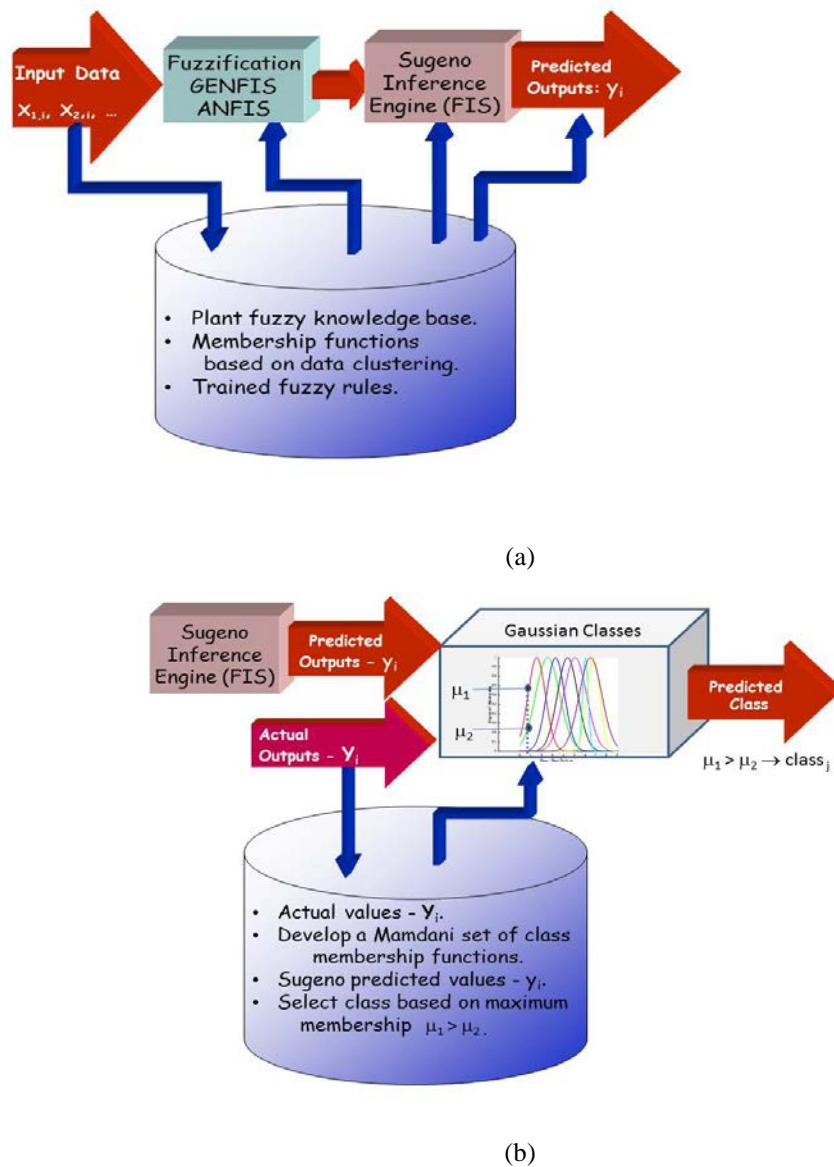 Input Data
X1,i, X2,i, ...
Fuzzification
GENFIS
ANFIS
Sugeno
Inference
Engine (FIS)
Predicted
Outputs: yi
• Plant fuzzy knowledge base.
• Membership functions
based on data clustering.
• Trained fuzzy rules.
(a)
Sugeno
Inference
Engine (FIS)
Predicted
Outputs - yi
Gaussian Classes
μ1
μ2
Predicted
Class
Actual
Outputs - Yi
μ1 > μ2 → classj
• Actual values - Yi.
• Develop a Mamdani set of class
membership functions.
• Sugeno predicted values - yi.
• Select class based on maximum
membership μ1 > μ2.
(b)